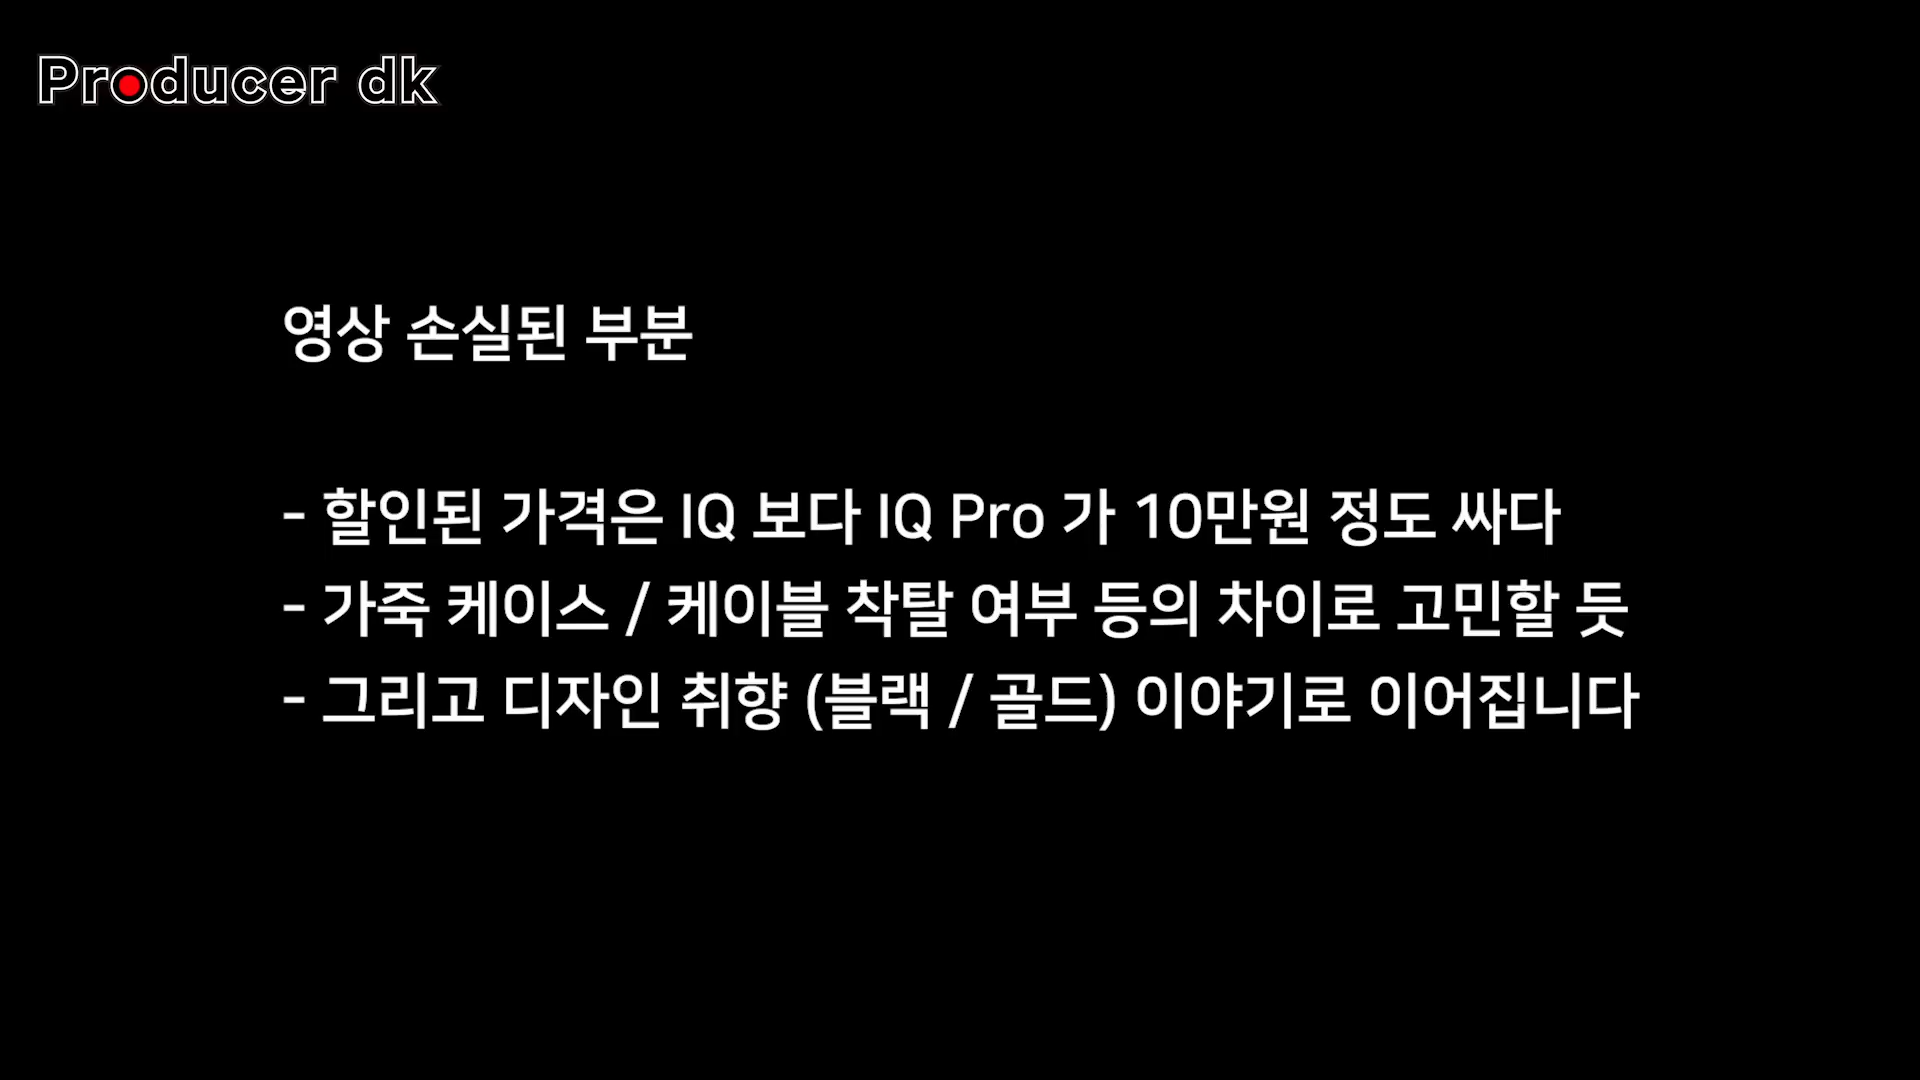 Producer dk
영상 손실된 부분
- 할인된 가격은 IQ 보다 IQ Pro 가 10만원 정도 싸다
- 가죽 케이스 / 케이블 착탈 여부 등의 차이로 고민할 듯
- 그리고 디자인 취향 (블랙 / 골드) 이야기로 이어집니다